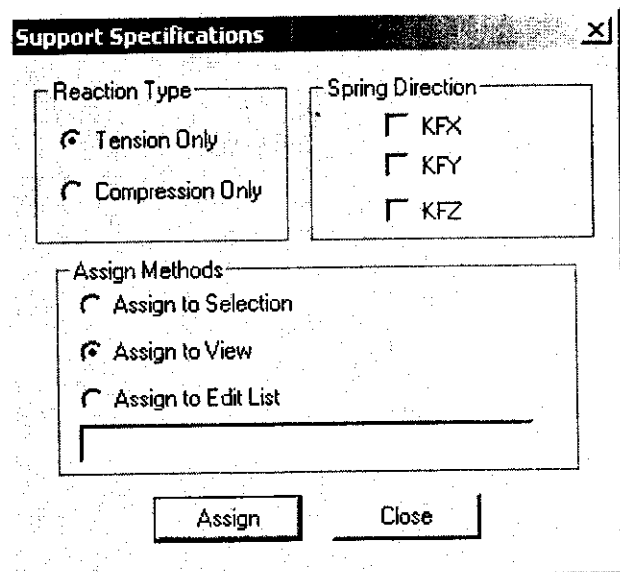 Support Specifications
Reaction Type
Tension Only
Compression Only
Spring Direction
KFX
KFY
KFZ
Assign Methods
Assign to Selection
Assign to View
Assign to Edit List
Assign
Close